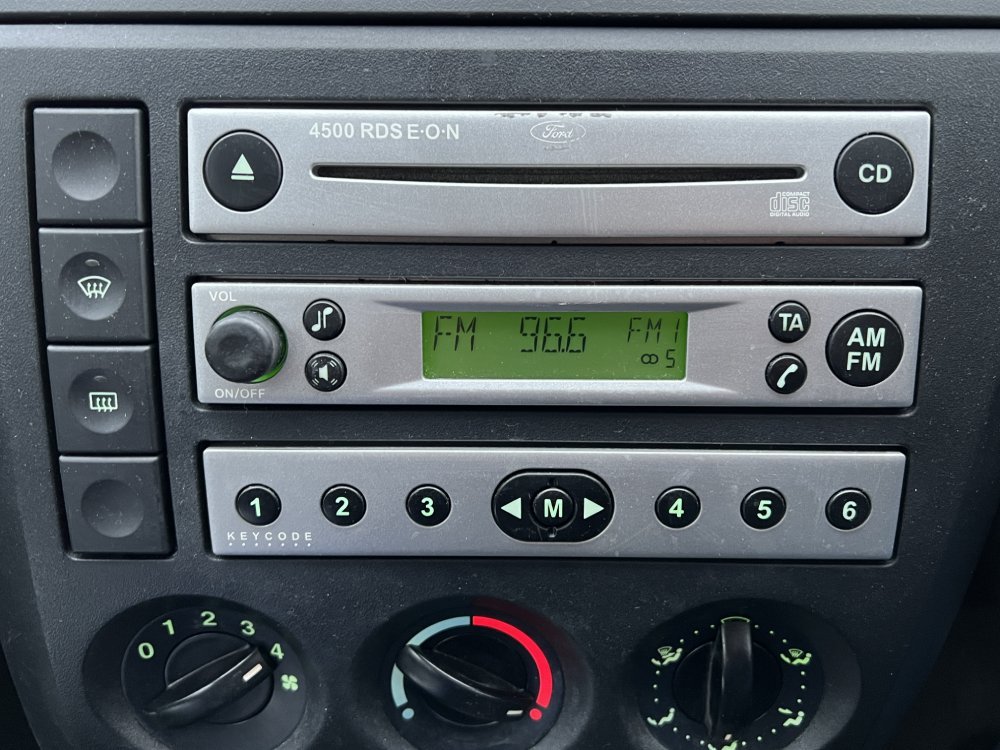 4500 RDS E·O·N
Ford
CD
COMPACT
disc
DIGITAL AUDIO
VOL
ON/OFF
FM 96.6 FM1
5
TA
AM
FM
1 2 3 M 4 5 6
KEYCODE
0 1 2 3 4